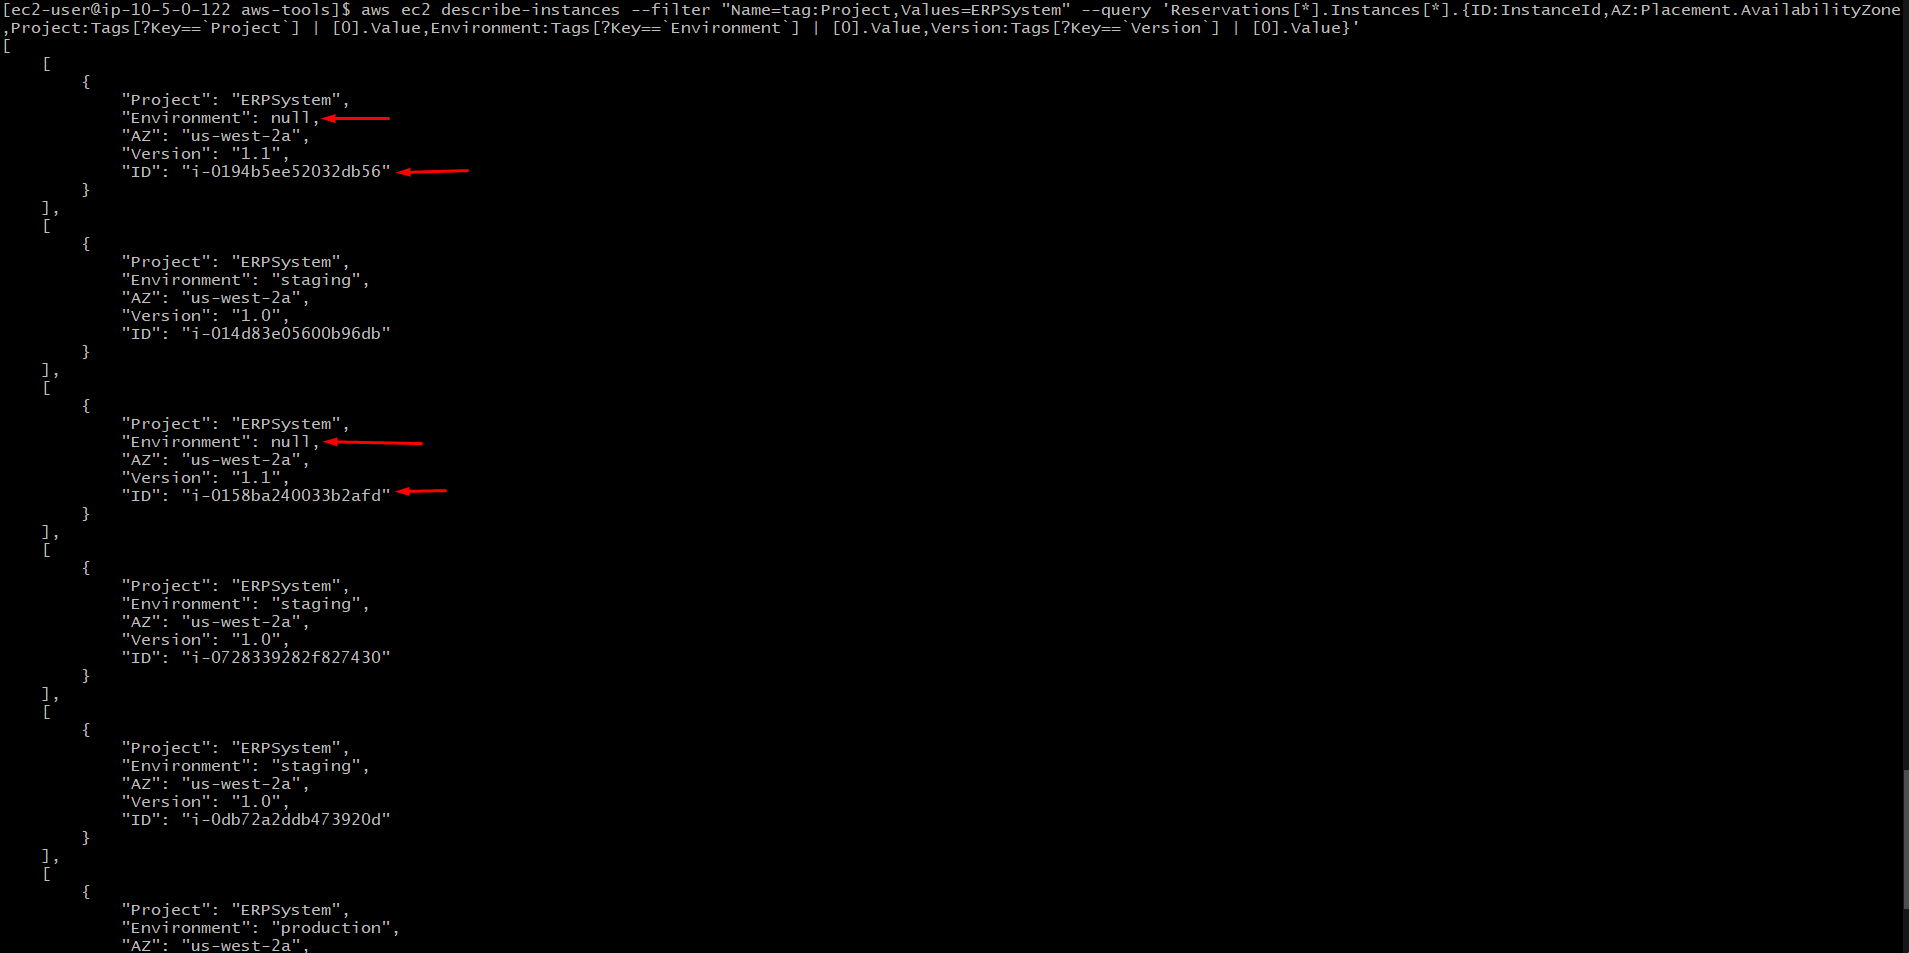 [ec2-user@ip-10-5-0-122 aws-tools]$ aws ec2 describe-instances --filter "Name=tag:Project,Values=ERPSystem" --query 'Reservations[*].Instances[*].{ID:InstanceId,AZ:Placement.AvailabilityZone
,Project:Tags[?Key==`Project`] | [0].Value,Environment:Tags[?Key==`Environment`] | [0].Value,Version:Tags[?Key==`Version`] | [0].Value}'
[
    [
        {
            "Project": "ERPSystem",
            "Environment": null,
            "AZ": "us-west-2a",
            "Version": "1.1",
            "ID": "i-0194b5ee52032db56"
        }
    ],
    [
        {
            "Project": "ERPSystem",
            "Environment": "staging",
            "AZ": "us-west-2a",
            "Version": "1.0",
            "ID": "i-014d83e05600b96db"
        }
    ],
    [
        {
            "Project": "ERPSystem",
            "Environment": null,
            "AZ": "us-west-2a",
            "Version": "1.1",
            "ID": "i-0158ba240033b2afd"
        }
    ],
    [
        {
            "Project": "ERPSystem",
            "Environment": "staging",
            "AZ": "us-west-2a",
            "Version": "1.0",
            "ID": "i-0728339282f827430"
        }
    ],
    [
        {
            "Project": "ERPSystem",
            "Environment": "staging",
            "AZ": "us-west-2a",
            "Version": "1.0",
            "ID": "i-0db72a2ddb473920d"
        }
    ],
    [
        {
            "Project": "ERPSystem",
            "Environment": "production",
            "AZ": "us-west-2a",